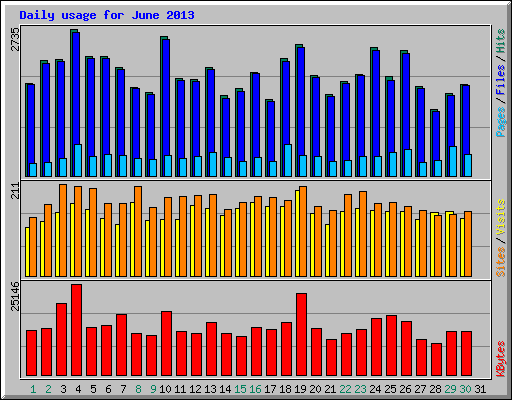 Daily usage for June 2013
2735
Pages / Files / Hits
211
Sites / Visits
25146
KBytes
1 2 3 4 5 6 7 8 9 10 11 12 13 14 15 16 17 18 19 20 21 22 23 24 25 26 27 28 29 30 31